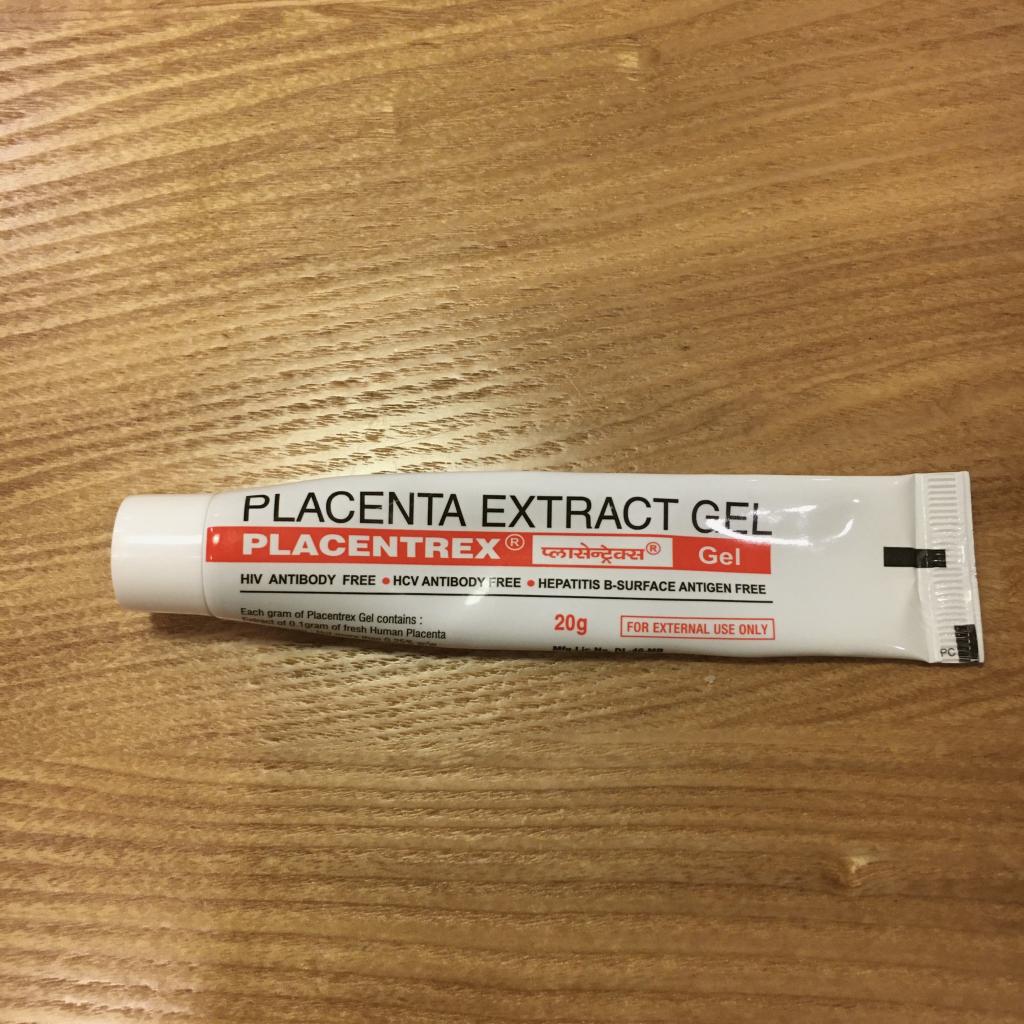 PLACENTA EXTRACT GEL
PLACENTREX® प्लासेन्ट्रेक्स® Gel
HIV ANTIBODY FREE • HCV ANTIBODY FREE • HEPATITIS B-SURFACE ANTIGEN FREE
Each gram of Placentrex Gel contains :
Extract of 0.1gram of fresh Human Placenta
20g
FOR EXTERNAL USE ONLY
PC